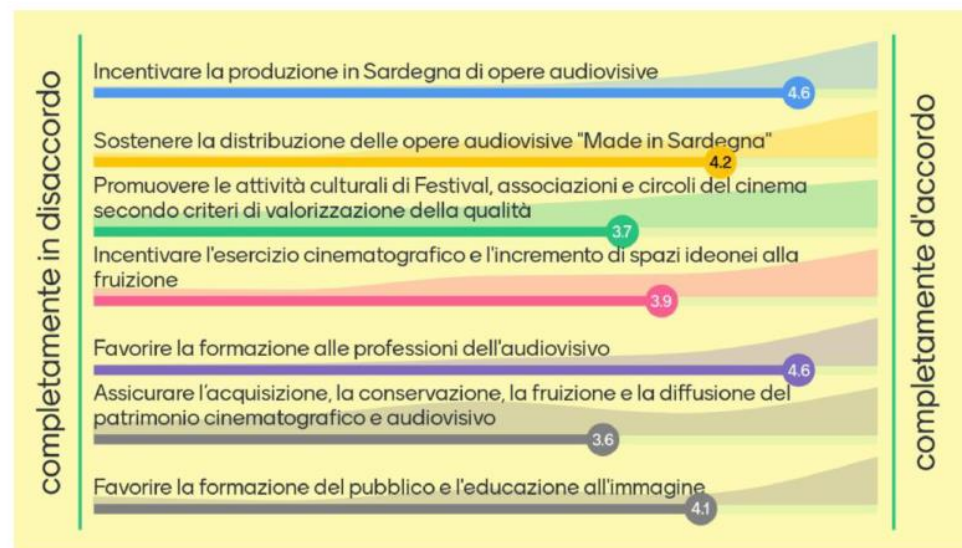 completamente in disaccordo
Incentivare la produzione in Sardegna di opere audiovisive
4.6
Sostenere la distribuzione delle opere audiovisive "Made in Sardegna"
4.2
Promuovere le attività culturali di Festival, associazioni e circoli del cinema
secondo criteri di valorizzazione della qualità
3.7
Incentivare l'esercizio cinematografico e l'incremento di spazi ideonei alla
fruizione
3.9
Favorire la formazione alle professioni dell'audiovisivo
4.6
Assicurare l’acquisizione, la conservazione, la fruizione e la diffusione del
patrimonio cinematografico e audiovisivo
3.6
Favorire la formazione del pubblico e l'educazione all'immagine
4.1
completamente d'accordo